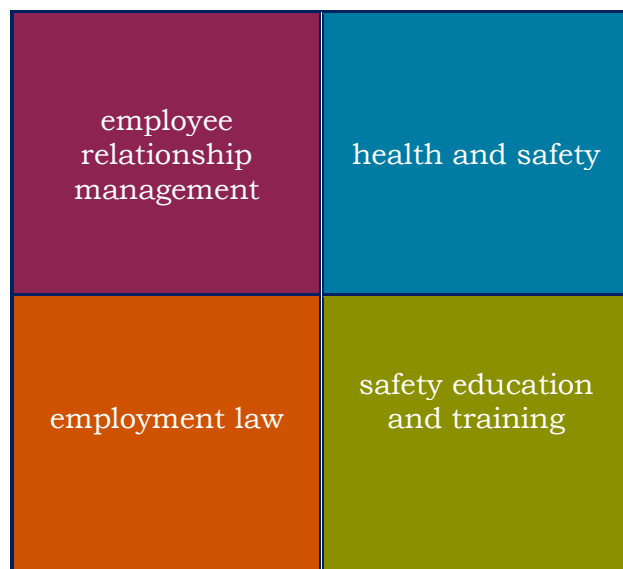 employee
relationship
management
health and safety
employment law
safety education
and training